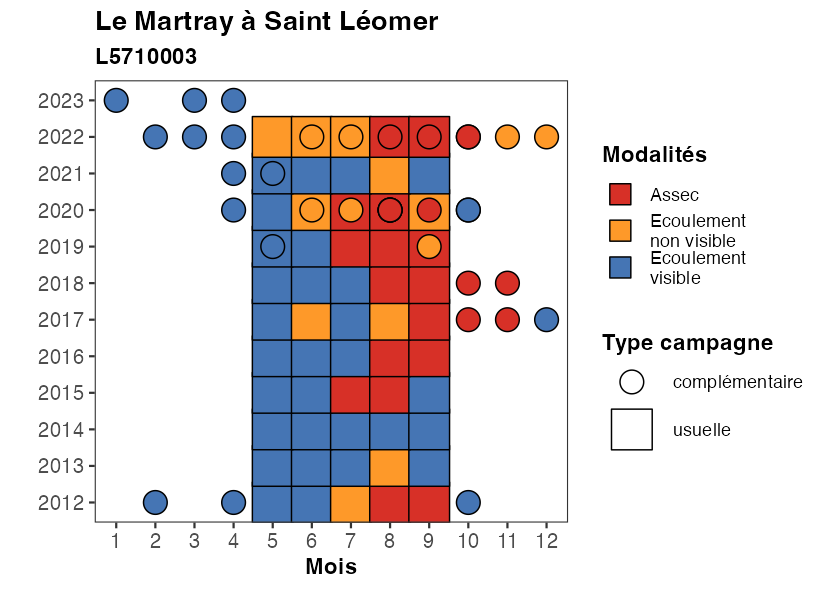 Le Martray à Saint Léomer
L5710003
2023
2022
2021
2020
2019
2018
2017
2016
2015
2014
2013
2012
1 2 3 4 5 6 7 8 9 10 11 12
Mois
Modalités
Assec
Ecoulement
non visible
Ecoulement
visible
Type campagne
complémentaire
usuelle